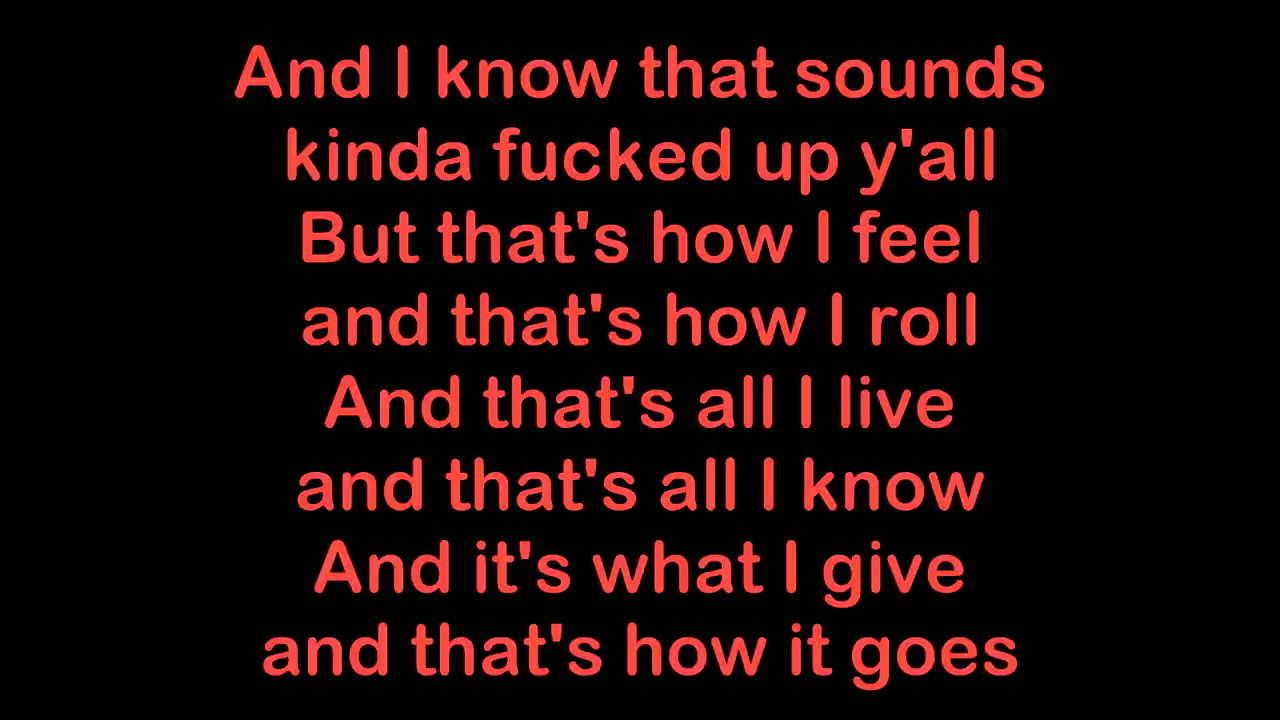 And I know that sounds
kinda fucked up y'all
But that's how I feel
and that's how I roll
And that's all I live
and that's all I know
And it's what I give
and that's how it goes